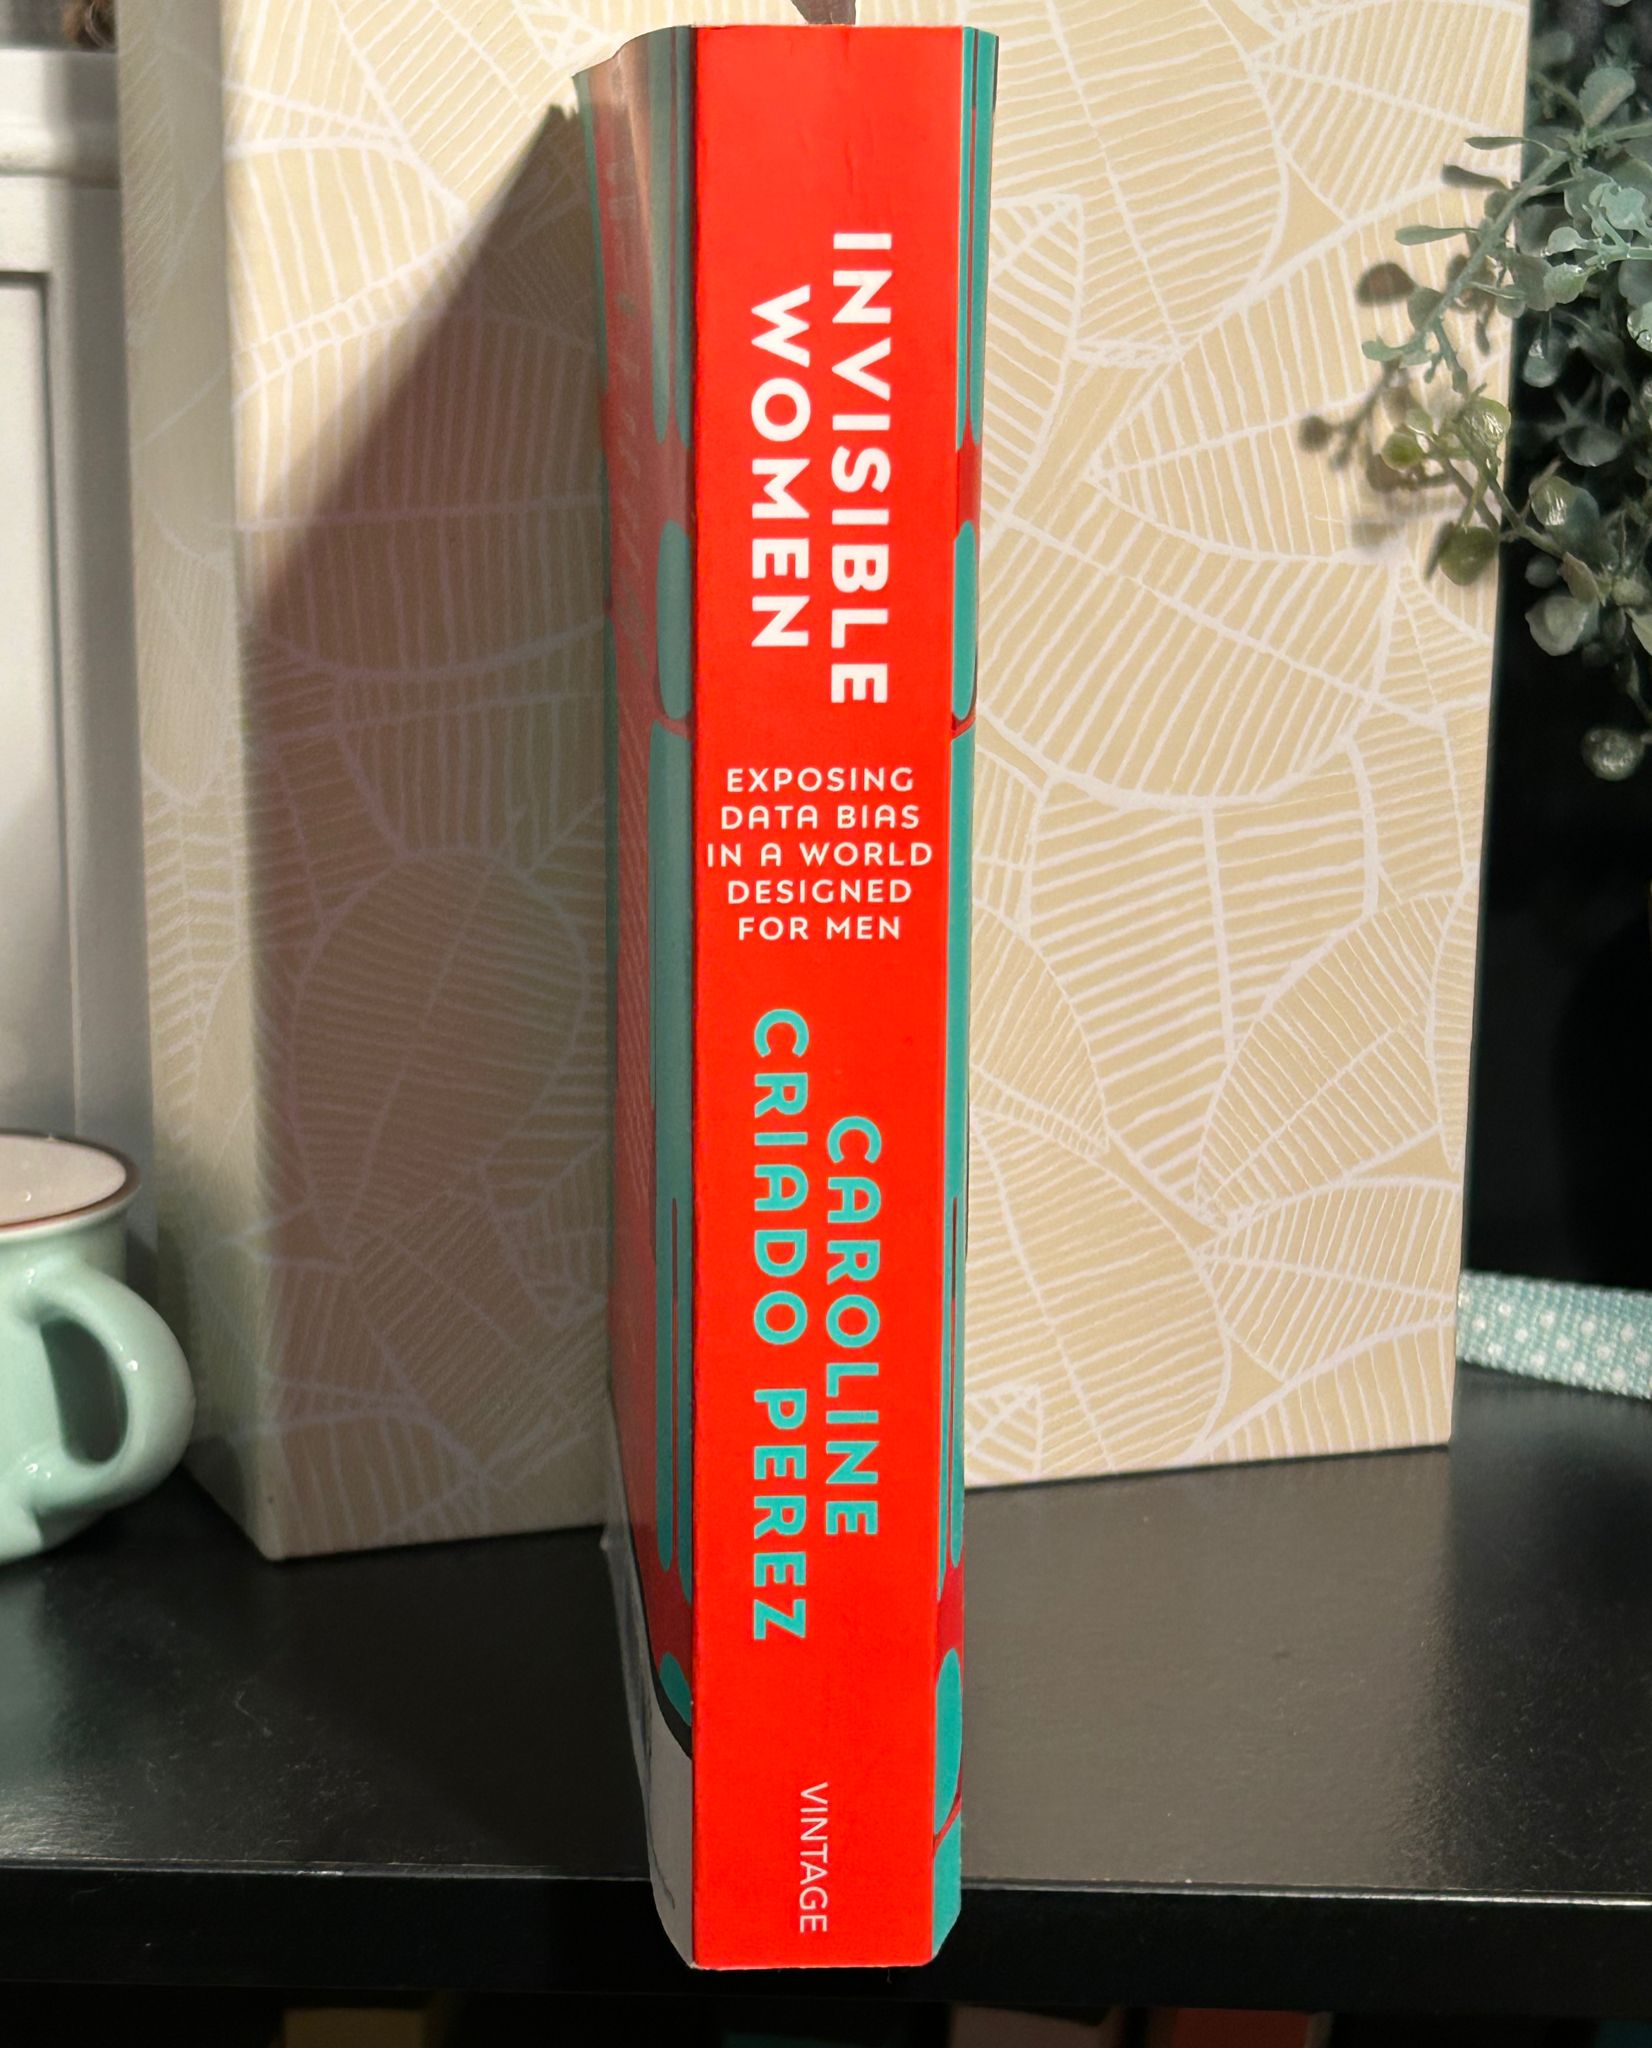 INVISIBLE
WOMEN
EXPOSING
DATA BIAS
IN A WORLD
DESIGNED
FOR MEN
CAROLINE
CRIADO PEREZ
VINTAGE